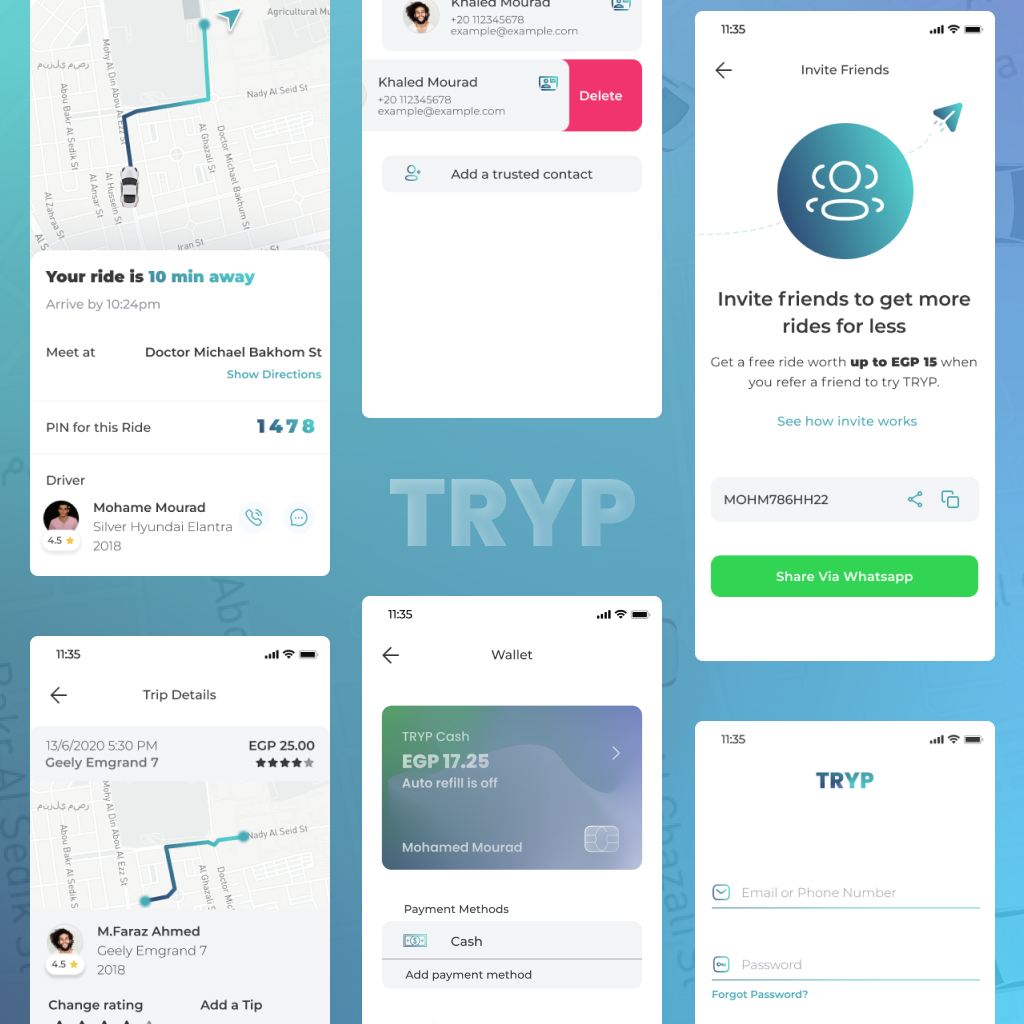 Agricultural Mu
Mohy Al Din Abou Al Ezz St
Abou Bakr Al Sedik St
Nady Al Seid St
Al Ghazali St
Doctor Michael Bakhum St
Al Hussein St
Al Ansar St
Al Zahraa St
Al S
Iran St
Your ride is 10 min away
Arrive by 10:24pm
Meet at
Doctor Michael Bakhom St
Show Directions
PIN for this Ride
1478
Driver
Mohame Mourad
Silver Hyundai Elantra
2018
4.5
11:35
Trip Details
13/6/2020 5:30 PM
EGP 25.00
Geely Emgrand 7
Mohy Al Din Abou Al Ezz St
Abou Bakr Al Sedik S
Nady Al Seid St
Al Ghazali St
Doctor Mic
M.Faraz Ahmed
Geely Emgrand 7
2018
4.5
Change rating
Add a Tip
Khaled Mourad
+20 112345678
example@example.com
Khaled Mourad
+20 112345678
example@example.com
Delete
Add a trusted contact
TRYP
11:35
Wallet
TRYP Cash
EGP 17.25
Auto refill is off
Mohamed Mourad
Payment Methods
Cash
Add payment method
11:35
Invite Friends
Invite friends to get more
rides for less
Get a free ride worth up to EGP 15 when
you refer a friend to try TRYP.
See how invite works
MOHM786HH22
Share Via Whatsapp
11:35
TRYP
Email or Phone Number
Password
Forgot Password?